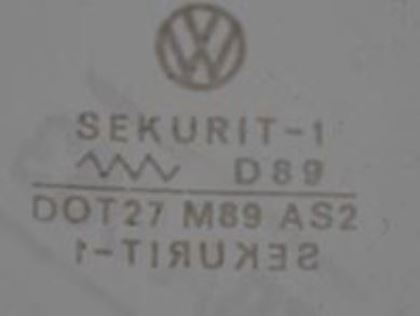 SEKURIT-1
D89
DOT27 M89 AS2
SEKURIT-1